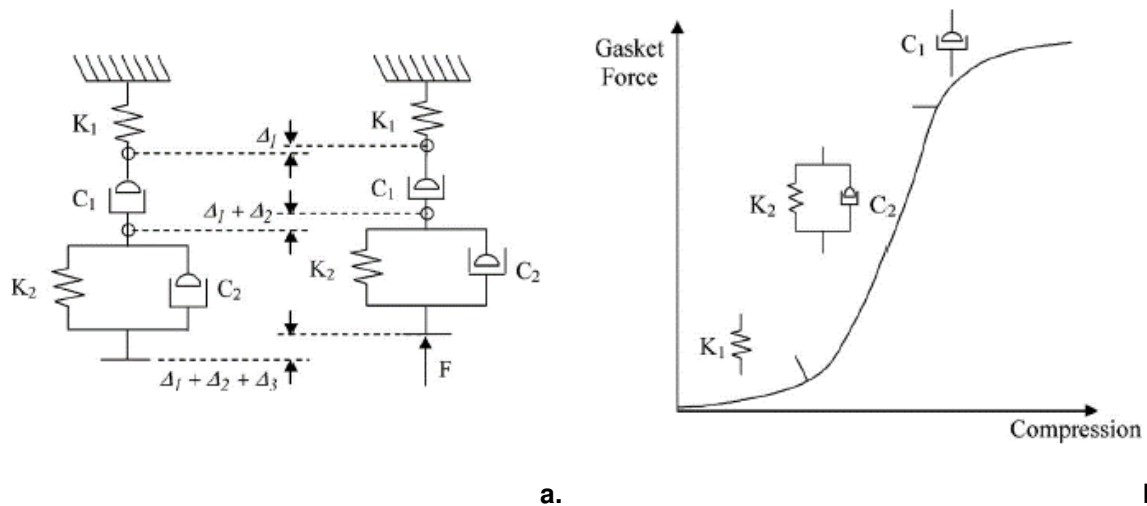 K1
Δ1
K1
C1
Δ1 + Δ2
C1
K2
C2
K2
C2
Δ1 + Δ2 + Δ3
F
Gasket
Force
C1
K2
C2
K1
Compression
a.